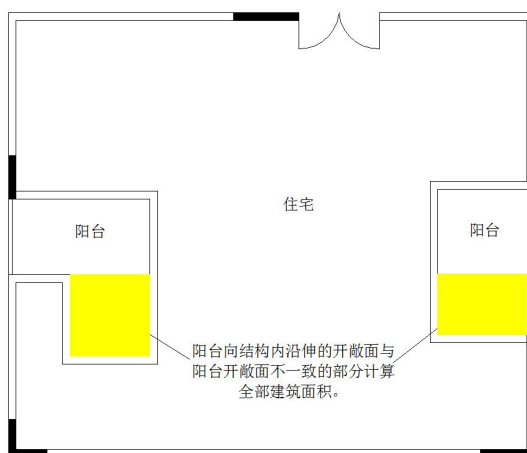 住宅
阳台
阳台
阳台向结构内沿伸的开敞面与
阳台开敞面不一致的部分计算
全部建筑面积。